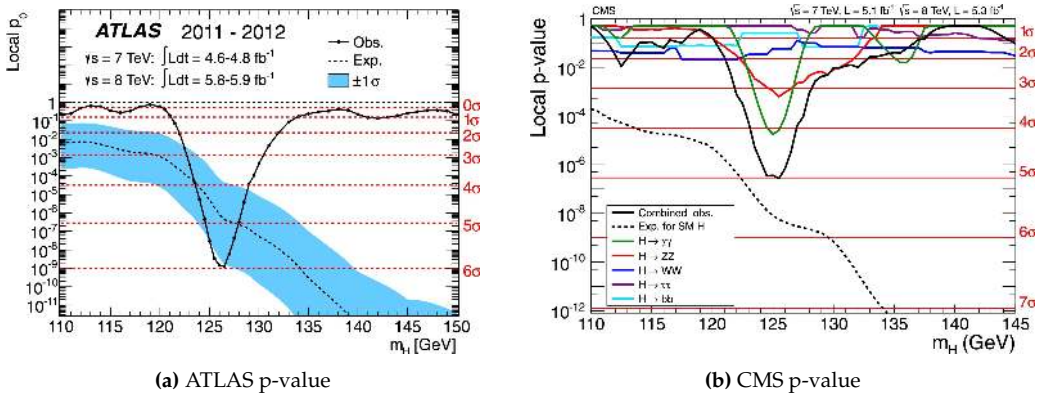 ATLAS 2011 - 2012
√s = 7 TeV: ∫Ldt = 4.6-4.8 fb-1
√s = 8 TeV: ∫Ldt = 5.8-5.9 fb-1
Obs.
Exp.
±1σ
Local p0
1
10-1
10-2
10-3
10-4
10-5
10-6
10-7
10-8
10-9
10-10
10-11
0σ
1σ
2σ
3σ
4σ
5σ
6σ
110 115 120 125 130 135 140 145 150
mH [GeV]
(a) ATLAS p-value
CMS √s = 7 TeV, L = 5.1 fb-1 √s = 8 TeV, L = 5.3 fb-1
Local p-value
1
10-2
10-4
10-6
10-8
10-10
10-12
1σ
2σ
3σ
4σ
5σ
6σ
7σ
Combined obs.
Exp. for SM H
H → γγ
H → ZZ
H → WW
H → ττ
H → bb
110 115 120 125 130 135 140 145
mH (GeV)
(b) CMS p-value